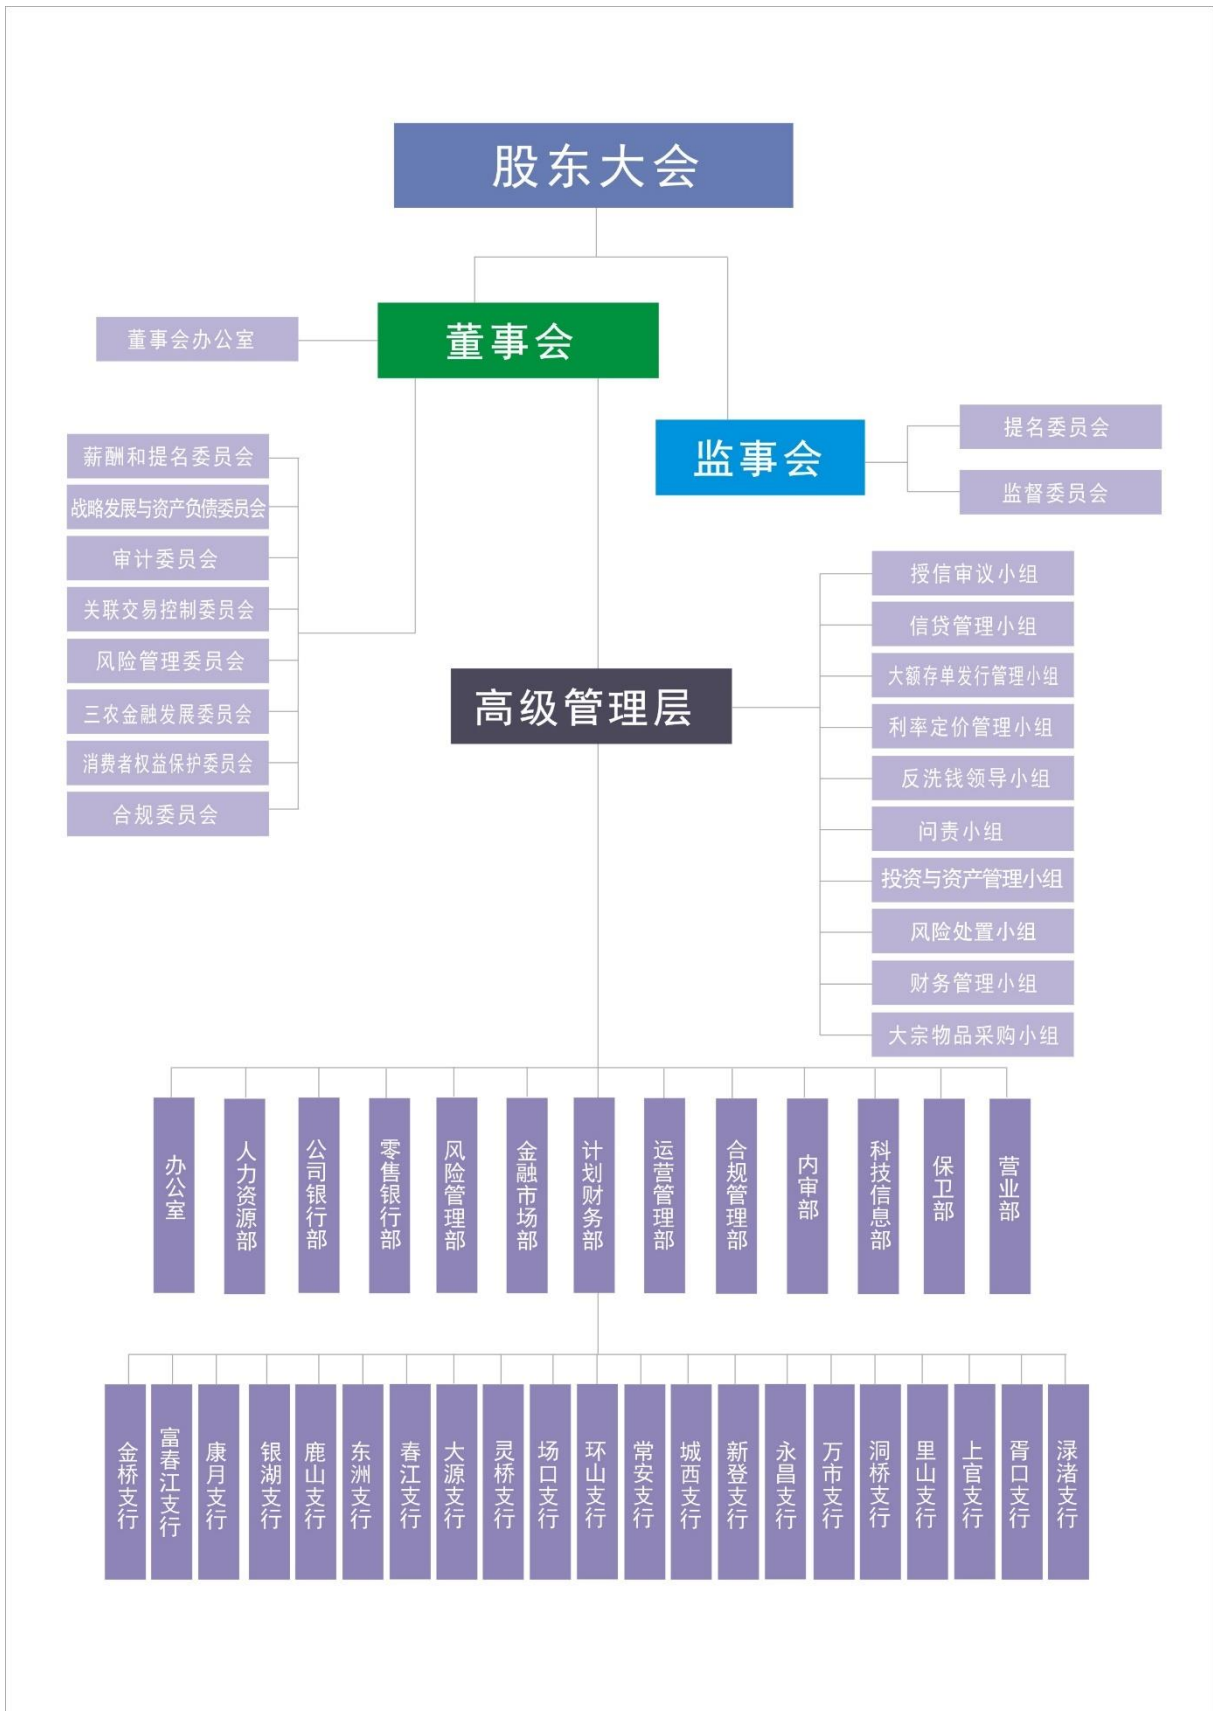 股东大会
董事会办公室
董事会
监事会
提名委员会
监督委员会
薪酬和提名委员会
战略发展与资产负债委员会
审计委员会
关联交易控制委员会
风险管理委员会
三农金融发展委员会
消费者权益保护委员会
合规委员会
高级管理层
授信审议小组
信贷管理小组
大额存单发行管理小组
利率定价管理小组
反洗钱领导小组
问责小组
投资与资产管理小组
风险处置小组
财务管理小组
大宗物品采购小组
办公室
人力资源部
公司银行部
零售银行部
风险管理部
金融市场部
计划财务部
运营管理部
合规管理部
内审部
科技信息部
保卫部
营业部
金桥支行
富春江支行
康月支行
银湖支行
鹿山支行
东洲支行
春江支行
大源支行
灵桥支行
场口支行
环山支行
常安支行
城西支行
新登支行
永昌支行
万市支行
洞桥支行
里山支行
上官支行
胥口支行
渌渚支行